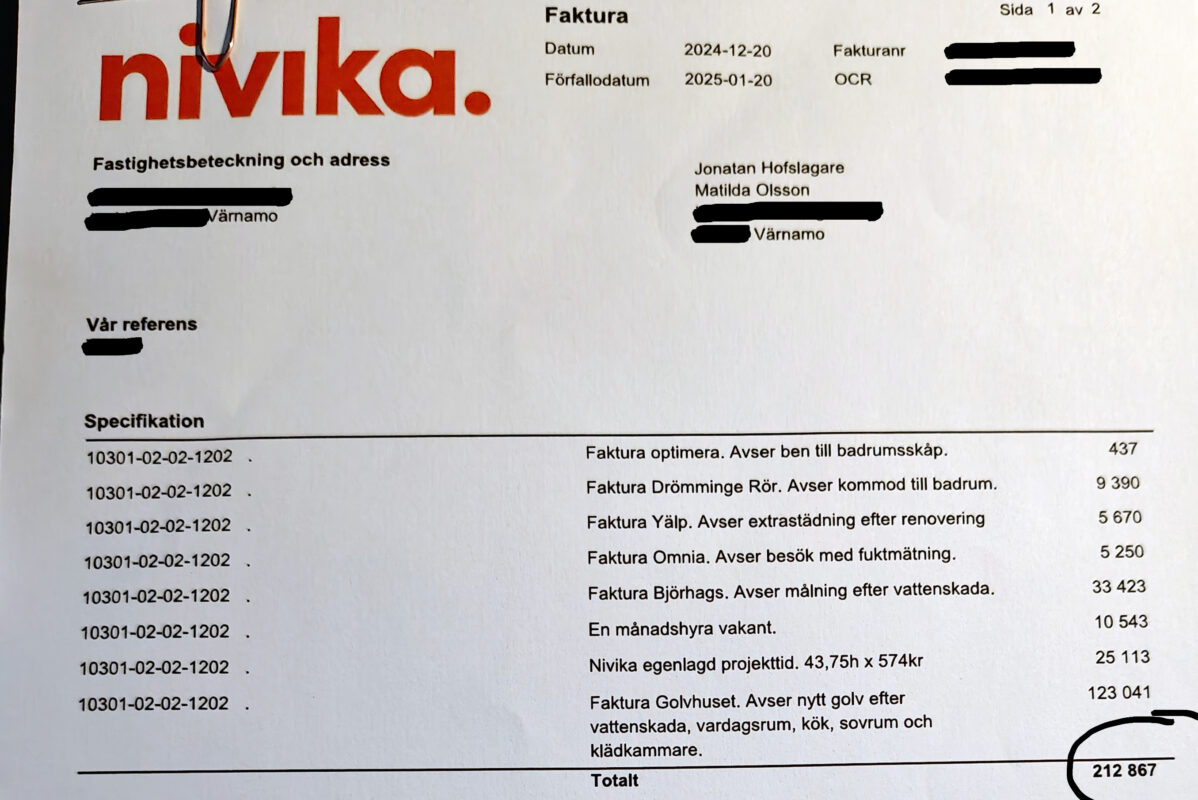 nivika.
Faktura
Sida 1 av 2
Datum 2024-12-20 Fakturanr
Förfallodatum 2025-01-20 OCR
Fastighetsbeteckning och adress
Värnamo
Jonatan Hofslagare
Matilda Olsson
Värnamo
Vår referens
Specifikation
10301-02-02-1202 . Faktura optimera. Avser ben till badrumsskåp. 437
10301-02-02-1202 . Faktura Drömminge Rör. Avser kommod till badrum. 9 390
10301-02-02-1202 . Faktura Yälp. Avser extrastädning efter renovering 5 670
10301-02-02-1202 . Faktura Omnia. Avser besök med fuktmätning. 5 250
10301-02-02-1202 . Faktura Björhags. Avser målning efter vattenskada. 33 423
10301-02-02-1202 . En månadshyra vakant. 10 543
10301-02-02-1202 . Nivika egenlagd projekttid. 43,75h x 574kr 25 113
10301-02-02-1202 . Faktura Golvhuset. Avser nytt golv efter 123 041
vattenskada, vardagsrum, kök, sovrum och
klädkammare.
Totalt 212 867